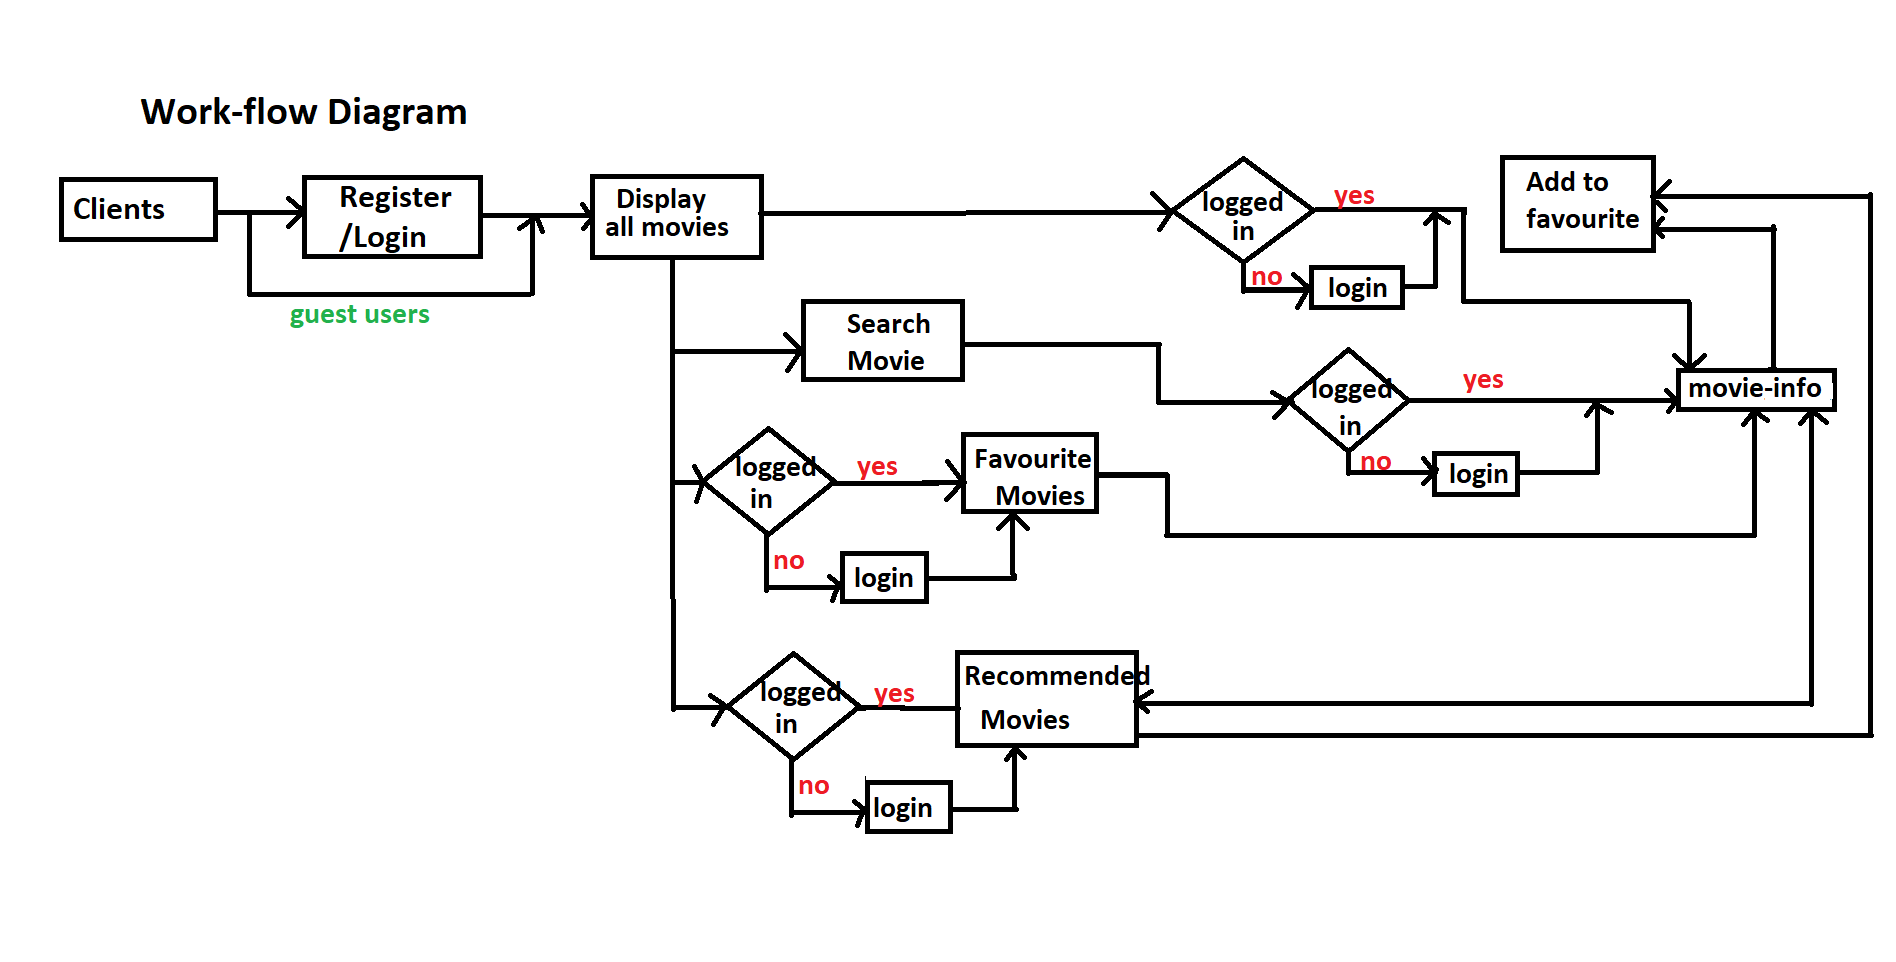 Work-flow Diagram
Clients
Register
/Login
guest users
Display
all movies
logged
in
yes
no
login
Add to
favourite
Search
Movie
logged
in
yes
no
login
movie-info
logged
in
yes
no
login
Favourite
Movies
logged
in
yes
no
login
Recommended
Movies